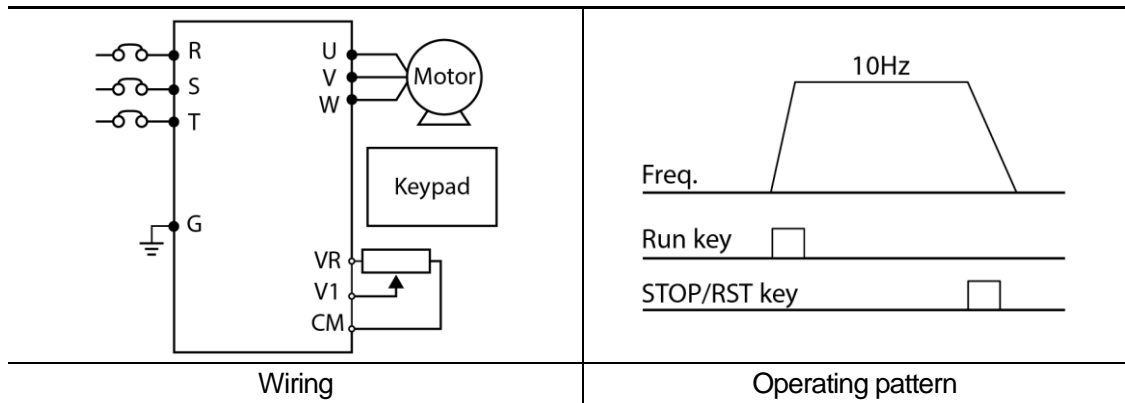 R
S
T
G
U
V
W
Motor
Keypad
VR
V1
CM
Wiring
10Hz
Freq.
Run key
STOP/RST key
Operating pattern